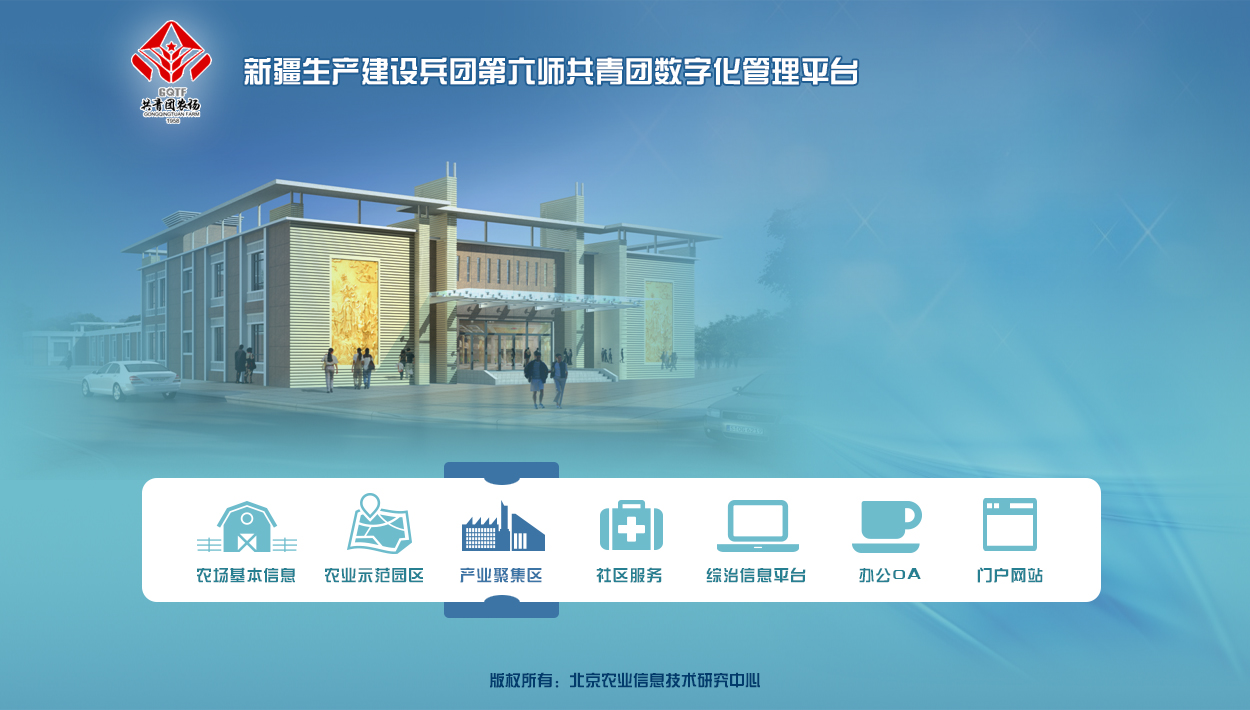 GQTF
共青团农场
GONGQINGTUAN FARM
1958
新疆生产建设兵团第六师共青团数字化管理平台
农场基本信息
农业示范园区
产业聚集区
社区服务
综治信息平台
办公OA
门户网站
版权所有：北京农业信息技术研究中心